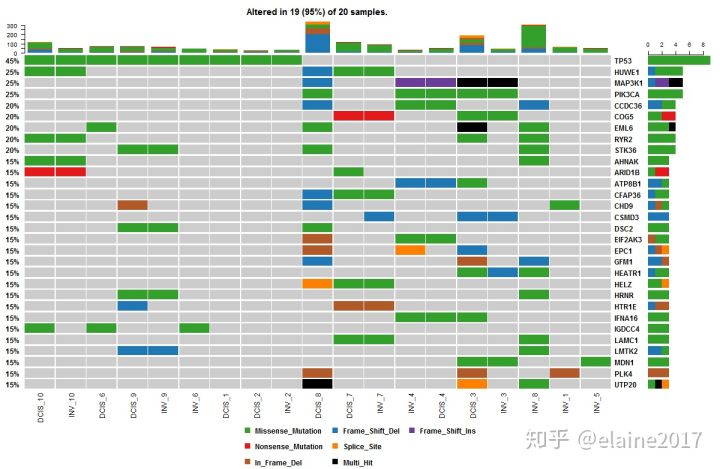 Altered in 19 (95%) of 20 samples.
300
200
100
0
0 2 4 6 8
45% TP53
25% HUWE1
25% MAP3K1
25% PIK3CA
20% CCDC36
20% COG5
20% EML6
20% RYR2
20% STK36
15% AHNAK
15% ARID1B
15% ATP8B1
15% CFAP36
15% CHD9
15% CSMD3
15% DSC2
15% EIF2AK3
15% EPC1
15% GFM1
15% HEATR1
15% HELZ
15% HRNR
15% HTR1E
15% IFNA16
15% IGDCC4
15% LAMC1
15% LMTK2
15% MDN1
15% PLK4
15% UTP20
DCIS_10 INV_10 DCIS_6 DCIS_9 INV_9 INV_6 DCIS_1 DCIS_2 INV_2 DCIS_8 DCIS_7 INV_7 INV_4 DCIS_4 DCIS_3 INV_3 INV_8 INV_1 INV_5
Missense_Mutation Frame_Shift_Del Frame_Shift_Ins
Nonsense_Mutation Splice_Site
In_Frame_Del Multi_Hit
知乎 @elaine2017